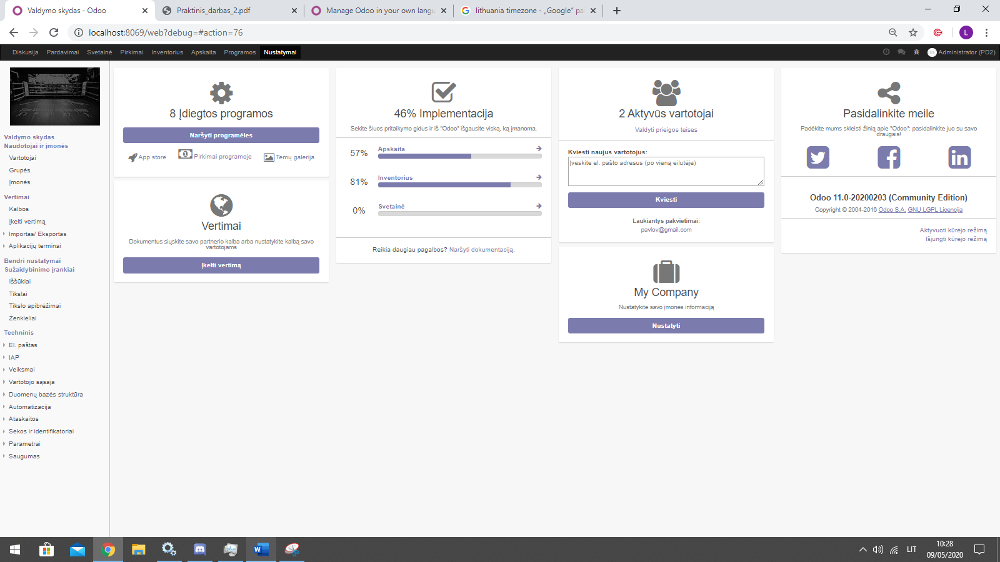 Valdymo skydas - Odoo
Praktinis_darbas_2.pdf
Manage Odoo in your own langu
lithuania timezone - „Google“ pa
localhost:8069/web?debug=#action=76
L
Diskusija Pardavimai Svetainė Pirkimai Inventorius Apskaita Programos Nustatymai
Administrator (PD2)
Valdymo skydas
Naudotojai ir įmonės
Vartotojai
Grupės
Įmonės
Vertimai
Kalbos
Įkelti vertimą
Importas/ Eksportas
Aplikacijų terminai
Bendri nustatymai
Sužaidybinimo įrankiai
Iššūkiai
Tikslai
Tikslo apibrėžimai
Ženkleliai
Techninis
El. paštas
IAP
Veiksmai
Vartotojo sąsaja
Duomenų bazės struktūra
Automatizacija
Ataskaitos
Sekos ir identifikatoriai
Parametrai
Saugumas
8 Įdiegtos programos
Naršyti programėles
App store
Pirkimai programoje
Temų galerija
Vertimai
Dokumentus siųskite savo partnerio kalba arba nustatykite kalbą savo
vartotojams
Įkelti vertimą
46% Implementacija
Sekite šiuos pritaikymo gidus ir iš "Odoo" išgausite viską, ką įmanoma.
57% Apskaita
81% Inventorius
0% Svetainė
Reikia daugiau pagalbos? Naršyti dokumentaciją.
2 Aktyvūs vartotojai
Valdyti prieigos teises
Kviesti naujus vartotojus:
Įveskite el. pašto adresus (po vieną eilutėje)
Kviesti
Laukiantys pakvietimai:
pavlov@gmail.com
My Company
Nustatykite savo įmonės informaciją
Nustatyti
Pasidalinkite meile
Padėkite mums skleisti žinią apie "Odoo": pasidalinkite juo su savo
draugais!
Odoo 11.0-20200203 (Community Edition)
Copyright © 2004-2016 Odoo S.A. GNU LGPL Licencija
Aktyvuoti kūrėjo režimą
Išjungti kūrėjo režimą
LIT
10:28
09/05/2020